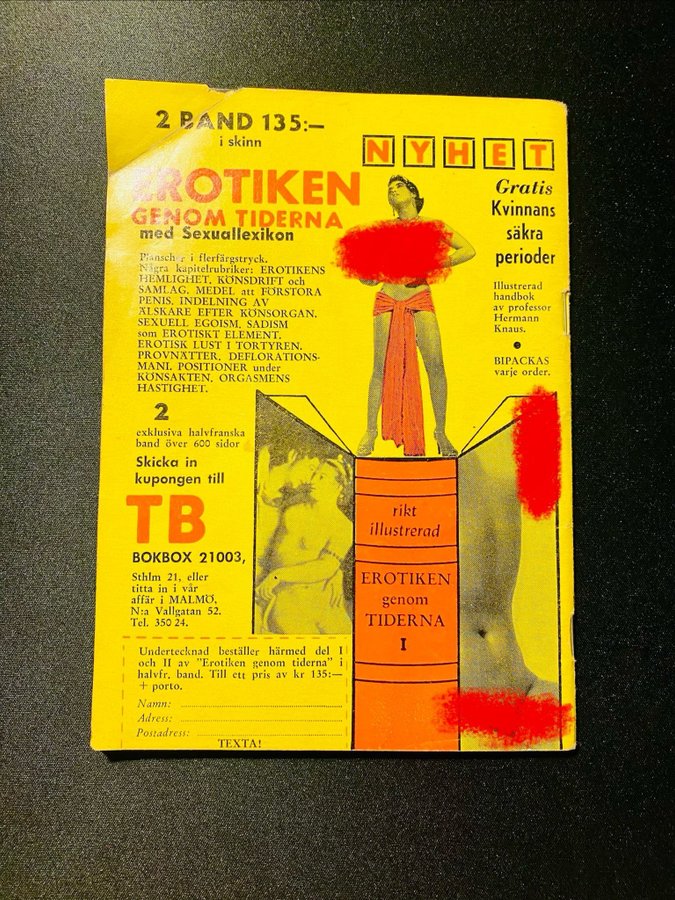 2 BAND 135:—
i skinn
NYHET
EROTIKEN
GENOM TIDERNA
med Sexuallexikon
Planscher i flerfärgstryck.
Några kapitelrubriker: EROTIKENS
HEMLIGHET, KÖNSDRIFT och
SAMLAG, MEDEL att FÖRSTORA
PENIS, INDELNING AV
ÄLSKARE EFTER KÖNSORGAN,
SEXUELL EGOISM, SADISM
som EROTISKT ELEMENT,
EROTISK LUST I TORTYREN,
PROVNÄTTER, DEFLORATIONS-
MANI, POSITIONER under
KÖNSAKTEN, ORGASMENS
HASTIGHET.
2
exklusiva halvfranska
band över 600 sidor
Skicka in
kupongen till
TB
BOKBOX 21003,
Sthlm 21, eller
titta in i vår
affär i MALMÖ,
N:a Vallgatan 52.
Tel. 350 24.
Gratis
Kvinnans
säkra
perioder
Illustrerad
handbok
av professor
Hermann
Knaus.
●
BIPACKAS
varje order.
rikt
illustrerad
EROTIKEN
genom
TIDERNA
I
Undertecknad beställer härmed del I
och II av "Erotiken genom tiderna" i
halvfr. band. Till ett pris av kr 135:—
+ porto.
Namn:
Adress:
Postadress:
TEXTA!